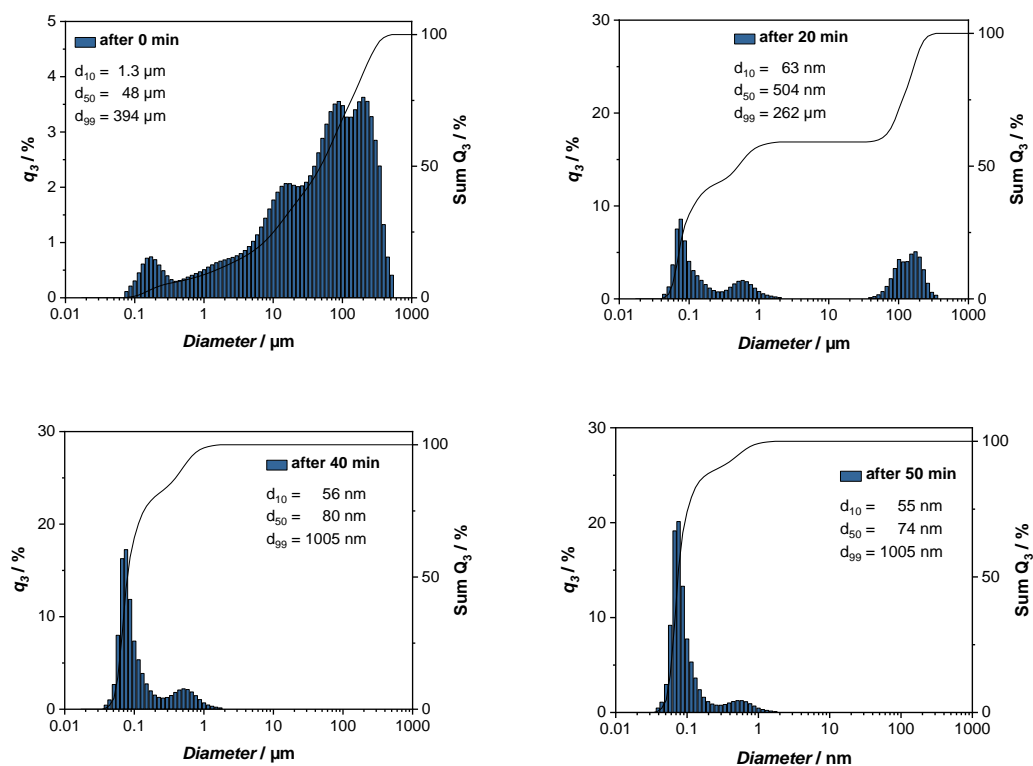 after 0 min
d10 = 1.3 µm
d50 = 48 µm
d99 = 394 µm
q3 / %
5
4
3
2
1
0
100
50
0
Sum Q3 / %
0.01 0.1 1 10 100 1000
Diameter / µm
after 20 min
d10 = 63 nm
d50 = 504 nm
d99 = 262 µm
q3 / %
30
20
10
0
100
50
0
Sum Q3 / %
0.01 0.1 1 10 100 1000
Diameter / µm
after 40 min
d10 = 56 nm
d50 = 80 nm
d99 = 1005 nm
q3 / %
30
20
10
0
100
50
0
Sum Q3 / %
0.01 0.1 1 10 100 1000
Diameter / µm
after 50 min
d10 = 55 nm
d50 = 74 nm
d99 = 1005 nm
q3 / %
30
20
10
0
100
50
0
Sum Q3 / %
0.01 0.1 1 10 100 1000
Diameter / nm